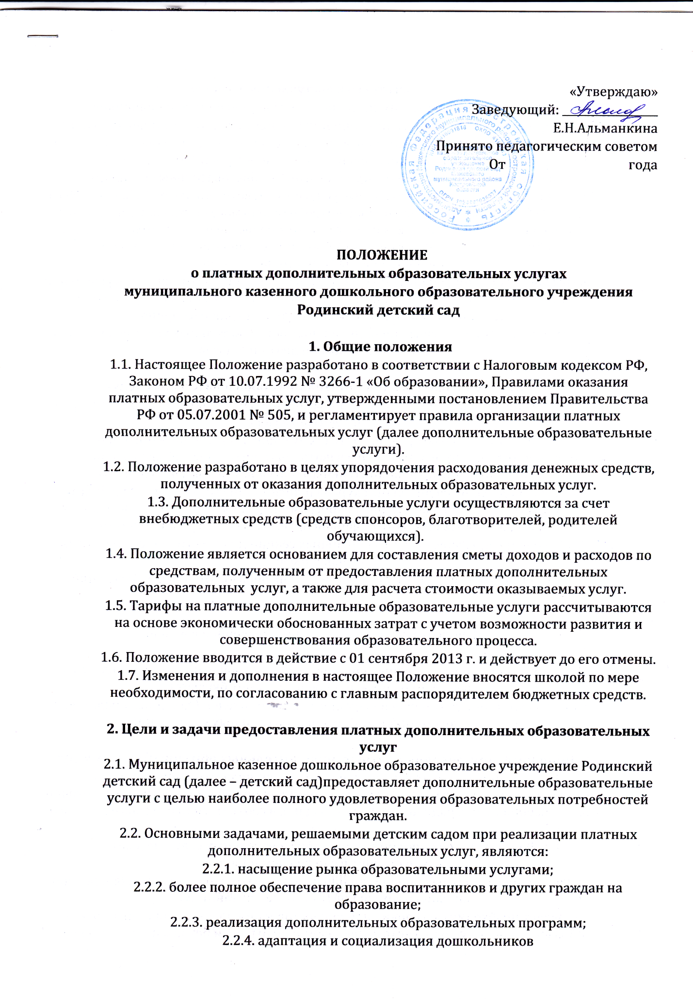 «Утверждаю»
Заведующий:
Е.Н.Альманкина
Принято педагогическим советом
От года
Российская Федерация Костромская область
муниципального района
Костромской
области
ОГРН
ПОЛОЖЕНИЕ
о платных дополнительных образовательных услугах
муниципального казенного дошкольного образовательного учреждения
Родинский детский сад
1. Общие положения
1.1. Настоящее Положение разработано в соответствии с Налоговым кодексом РФ,
Законом РФ от 10.07.1992 № 3266-1 «Об образовании», Правилами оказания
платных образовательных услуг, утвержденными постановлением Правительства
РФ от 05.07.2001 № 505, и регламентирует правила организации платных
дополнительных образовательных услуг (далее дополнительные образовательные
услуги).
1.2. Положение разработано в целях упорядочения расходования денежных средств,
полученных от оказания дополнительных образовательных услуг.
1.3. Дополнительные образовательные услуги осуществляются за счет
внебюджетных средств (средств спонсоров, благотворителей, родителей
обучающихся).
1.4. Положение является основанием для составления сметы доходов и расходов по
средствам, полученным от предоставления платных дополнительных
образовательных услуг, а также для расчета стоимости оказываемых услуг.
1.5. Тарифы на платные дополнительные образовательные услуги рассчитываются
на основе экономически обоснованных затрат с учетом возможности развития и
совершенствования образовательного процесса.
1.6. Положение вводится в действие с 01 сентября 2013 г. и действует до его отмены.
1.7. Изменения и дополнения в настоящее Положение вносятся школой по мере
необходимости, по согласованию с главным распорядителем бюджетных средств.
2. Цели и задачи предоставления платных дополнительных образовательных
услуг
2.1. Муниципальное казенное дошкольное образовательное учреждение Родинский
детский сад (далее – детский сад)предоставляет дополнительные образовательные
услуги с целью наиболее полного удовлетворения образовательных потребностей
граждан.
2.2. Основными задачами, решаемыми детским садом при реализации платных
дополнительных образовательных услуг, являются:
2.2.1. насыщение рынка образовательными услугами;
2.2.2. более полное обеспечение права воспитанников и других граждан на
образование;
2.2.3. реализация дополнительных образовательных программ;
2.2.4. адаптация и социализация дошкольников